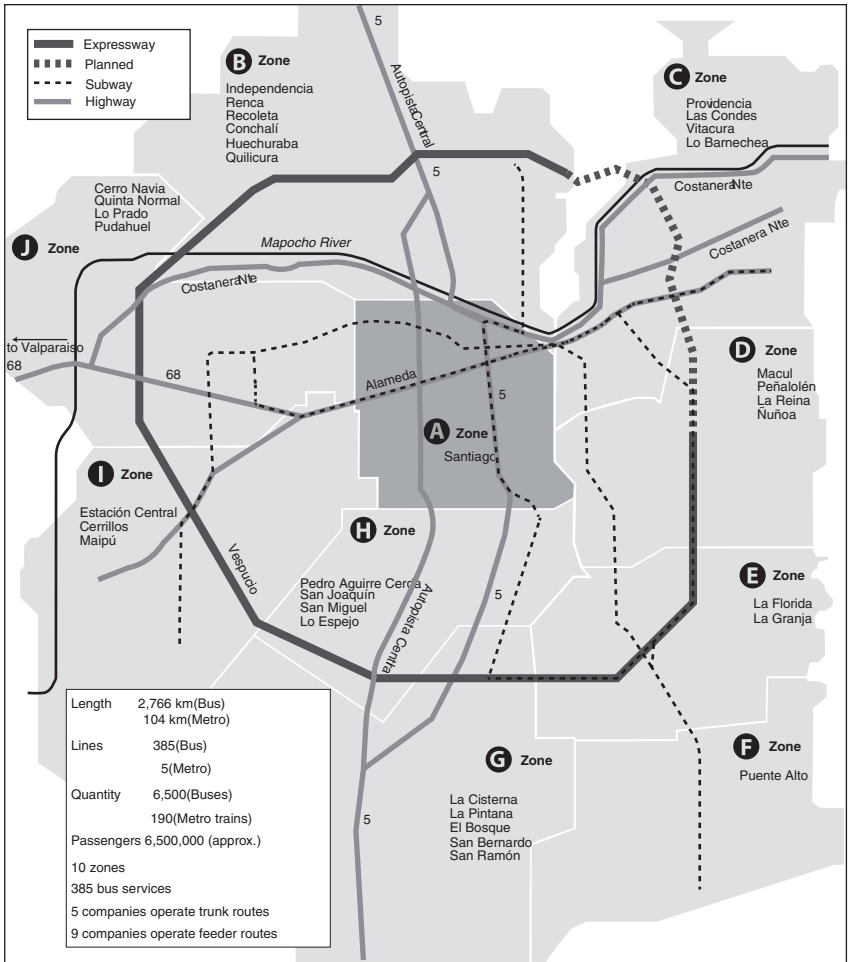 Expressway
Planned
Subway
Highway
B Zone
Independencia
Renca
Recoleta
Conchalí
Huechuraba
Quilicura
5
Autopista Central
5
C Zone
Providencia
Las Condes
Vitacura
Lo Barnechea
Costanera Nte
Costanera Nte
Cerro Navia
Quinta Normal
Lo Prado
Pudahuel
J Zone
Mapocho River
Costanera Nte
to Valparaiso
68
68
Alameda
5
A Zone
Santiago
D Zone
Macul
Peñalolén
La Reina
Ñuñoa
I Zone
Estación Central
Cerrillos
Maipú
H Zone
Pedro Aguirre Cerda
San Joaquín
San Miguel
Lo Espejo
Vespucio
Autopista Centra
5
E Zone
La Florida
La Granja
F Zone
Puente Alto
G Zone
La Cisterna
La Pintana
El Bosque
San Bernardo
San Ramón
5
Length 2,766 km(Bus)
104 km(Metro)
Lines 385(Bus)
5(Metro)
Quantity 6,500(Buses)
190(Metro trains)
Passengers 6,500,000 (approx.)
10 zones
385 bus services
5 companies operate trunk routes
9 companies operate feeder routes